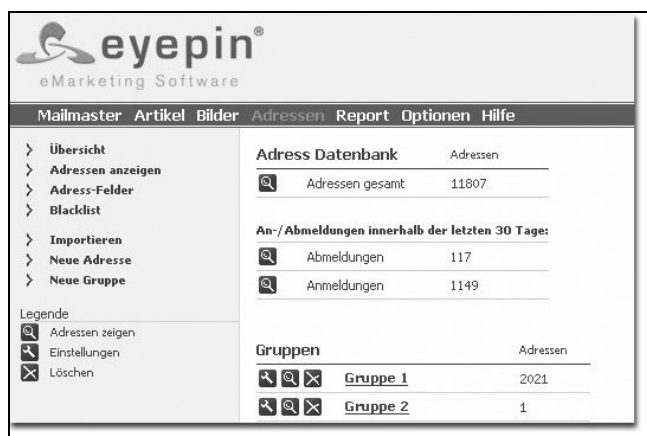 eyepin®
eMarketing Software
Mailmaster Artikel Bilder Adressen Report Optionen Hilfe
Übersicht
Adressen anzeigen
Adress-Felder
Blacklist
Importieren
Neue Adresse
Neue Gruppe
Legende
Adressen zeigen
Einstellungen
Löschen
Adress Datenbank Adressen
Adressen gesamt 11807
An-/Abmeldungen innerhalb der letzten 30 Tage:
Abmeldungen 117
Anmeldungen 1149
Gruppen Adressen
Gruppe 1 2021
Gruppe 2 1